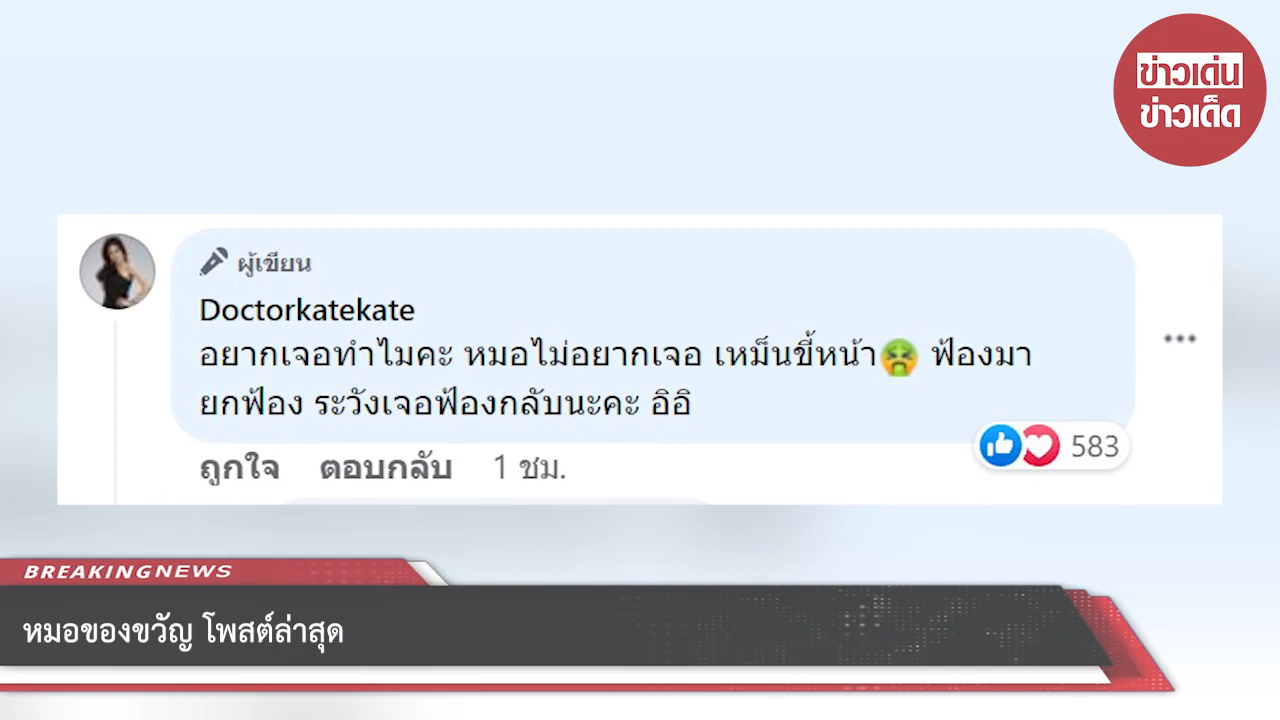 ข่าวเด่น
ข่าวเด็ด
ผู้เขียน
Doctorkatekate
อยากเจอทำไมคะ หมอไม่อยากเจอ เหม็นขี้หน้า🤮 ฟ้องมา
ยกฟ้อง ระวังเจอฟ้องกลับนะคะ อิอิ
583
ถูกใจ ตอบกลับ 1 ชม.
BREAKINGNEWS
หมอของขวัญ โพสต์ล่าสุด